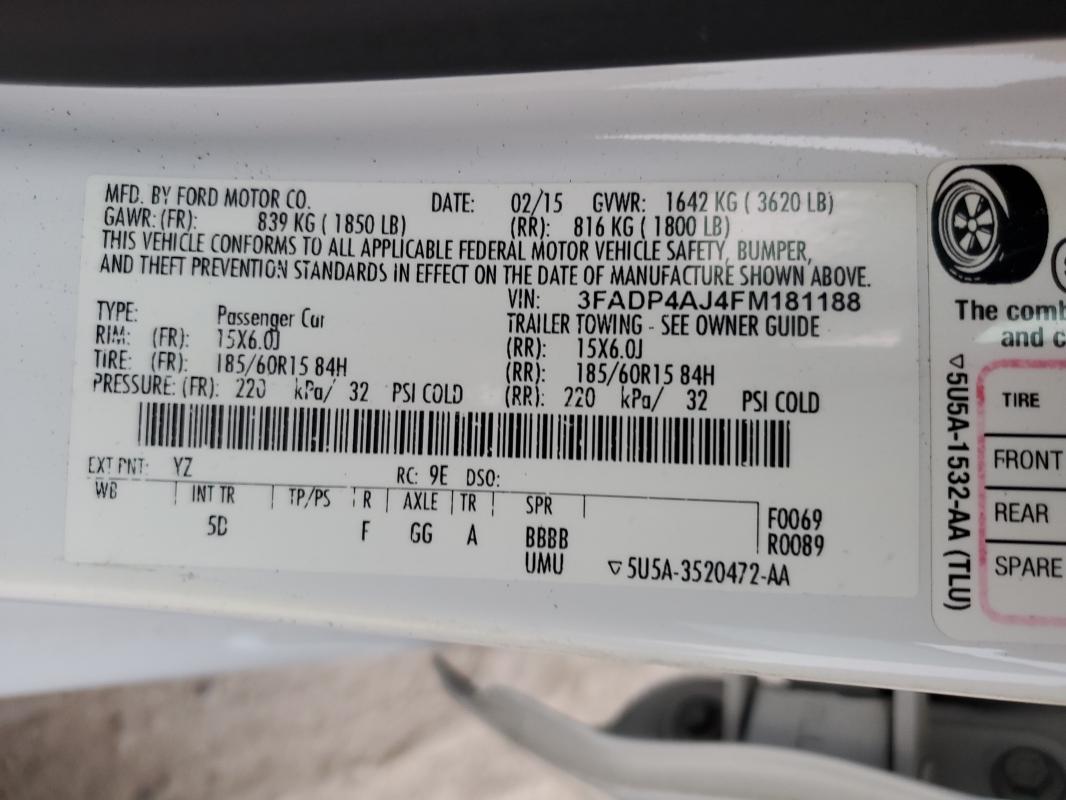 MFD. BY FORD MOTOR CO. DATE: 02/15 GVWR: 1642 KG ( 3620 LB)
GAWR: (FR): 839 KG ( 1850 LB) (RR): 816 KG ( 1800 LB)
THIS VEHICLE CONFORMS TO ALL APPLICABLE FEDERAL MOTOR VEHICLE SAFETY, BUMPER,
AND THEFT PREVENTION STANDARDS IN EFFECT ON THE DATE OF MANUFACTURE SHOWN ABOVE.
VIN: 3FADP4AJ4FM181188
TYPE: Passenger Car TRAILER TOWING - SEE OWNER GUIDE
RIM: (FR): 15X6.0J (RR): 15X6.0J
TIRE: (FR): 185/60R15 84H (RR): 185/60R15 84H
PRESSURE: (FR): 220 kPa/ 32 PSI COLD (RR): 220 kPa/ 32 PSI COLD
EXT PNT: YZ RC: 9E DSO:
WB | INT TR | TP/PS | R | AXLE | TR | SPR |
5D F GG A BBBB F0069
UMU R0089
▽5U5A-3520472-AA
The comb
and c
▽5U5A-1532-AA (TLU)
TIRE
FRONT
REAR
SPARE